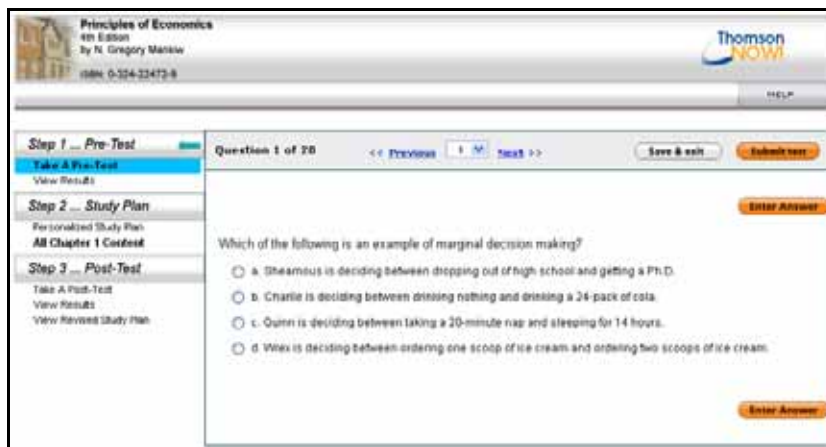 Principles of Economics
4th Edition
by N. Gregory Mankiw
ISBN: 0-324-22472-9
Thomson
NOW!
HELP
Step 1 ... Pre-Test
Take A Pre-Test
View Results
Step 2 ... Study Plan
Personalized Study Plan
All Chapter 1 Content
Step 3 ... Post-Test
Take A Post-Test
View Results
View Revised Study Plan
Question 1 of 20
<< Previous 1 Next >>
Save & exit
Submit test
Enter Answer
Which of the following is an example of marginal decision making?
a. Sheamous is deciding between dropping out of high school and getting a Ph.D.
b. Charlie is deciding between drinking nothing and drinking a 24-pack of cola.
c. Quinn is deciding between taking a 20-minute nap and sleeping for 14 hours.
d. Wrex is deciding between ordering one scoop of ice cream and ordering two scoops of ice cream.
Enter Answer